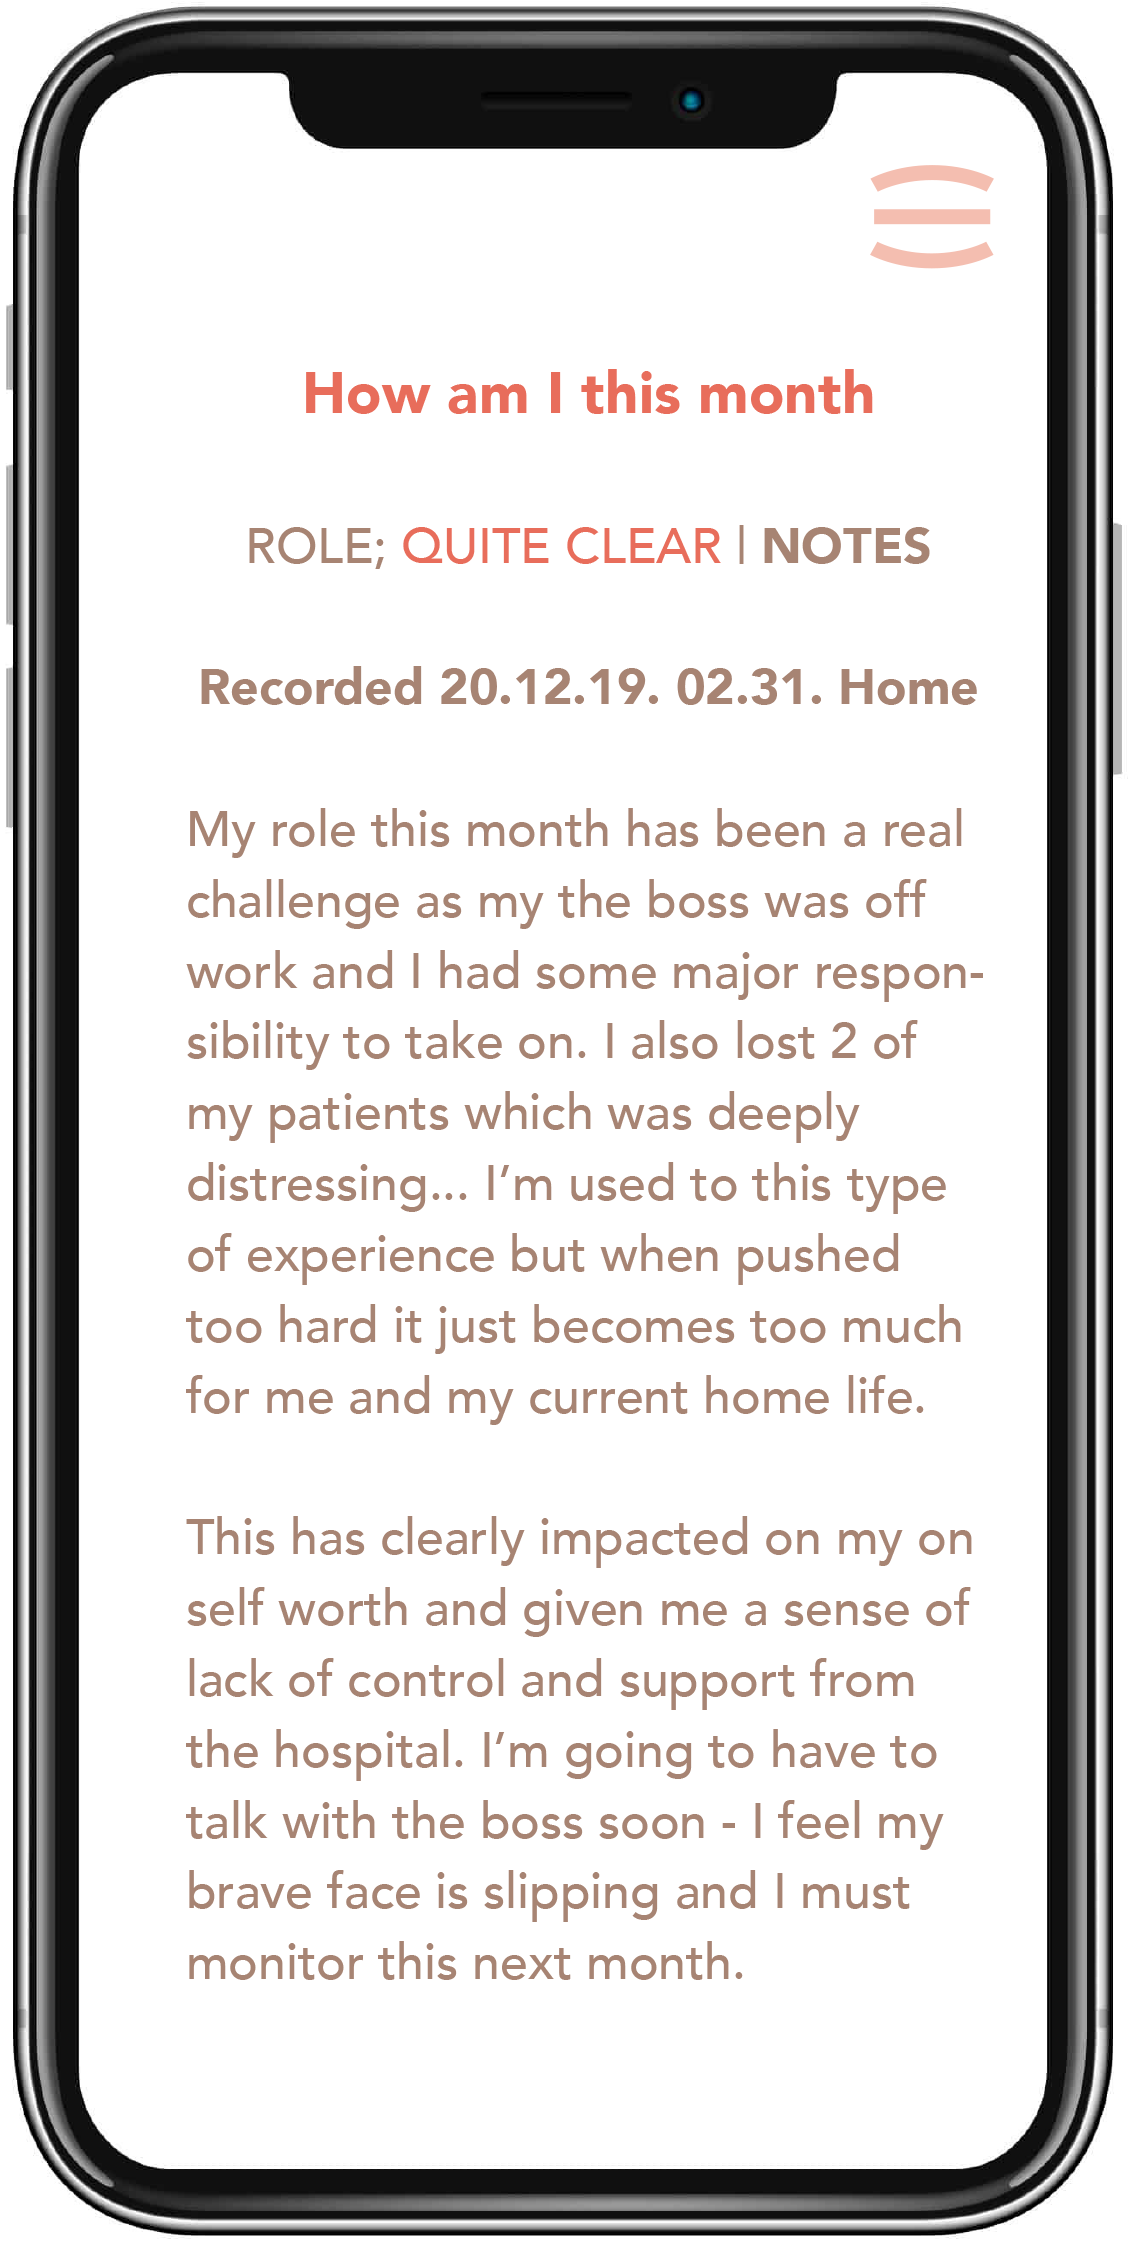 How am I this month
ROLE; QUITE CLEAR | NOTES
Recorded 20.12.19. 02.31. Home
My role this month has been a real
challenge as my the boss was off
work and I had some major respon-
sibility to take on. I also lost 2 of
my patients which was deeply
distressing... I’m used to this type
of experience but when pushed
too hard it just becomes too much
for me and my current home life.
This has clearly impacted on my on
self worth and given me a sense of
lack of control and support from
the hospital. I’m going to have to
talk with the boss soon - I feel my
brave face is slipping and I must
monitor this next month.